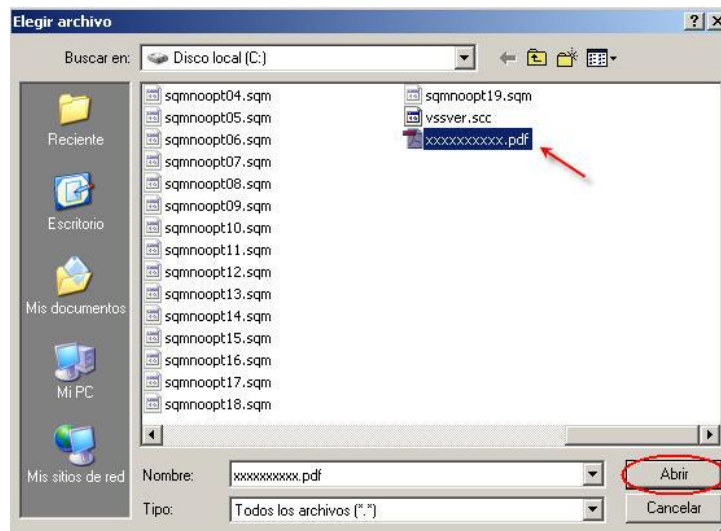 Elegir archivo
Buscar en:
Disco local (C:)
Reciente
Escritorio
Mis documentos
Mi PC
Mis sitios de red
sqmnoopt04.sqm
sqmnoopt05.sqm
sqmnoopt06.sqm
sqmnoopt07.sqm
sqmnoopt08.sqm
sqmnoopt09.sqm
sqmnoopt10.sqm
sqmnoopt11.sqm
sqmnoopt12.sqm
sqmnoopt13.sqm
sqmnoopt14.sqm
sqmnoopt15.sqm
sqmnoopt16.sqm
sqmnoopt17.sqm
sqmnoopt18.sqm
sqmnoopt19.sqm
vssver.scc
xxxxxxxxxx.pdf
Nombre:
xxxxxxxxxx.pdf
Abrir
Tipo:
Todos los archivos (*.*)
Cancelar